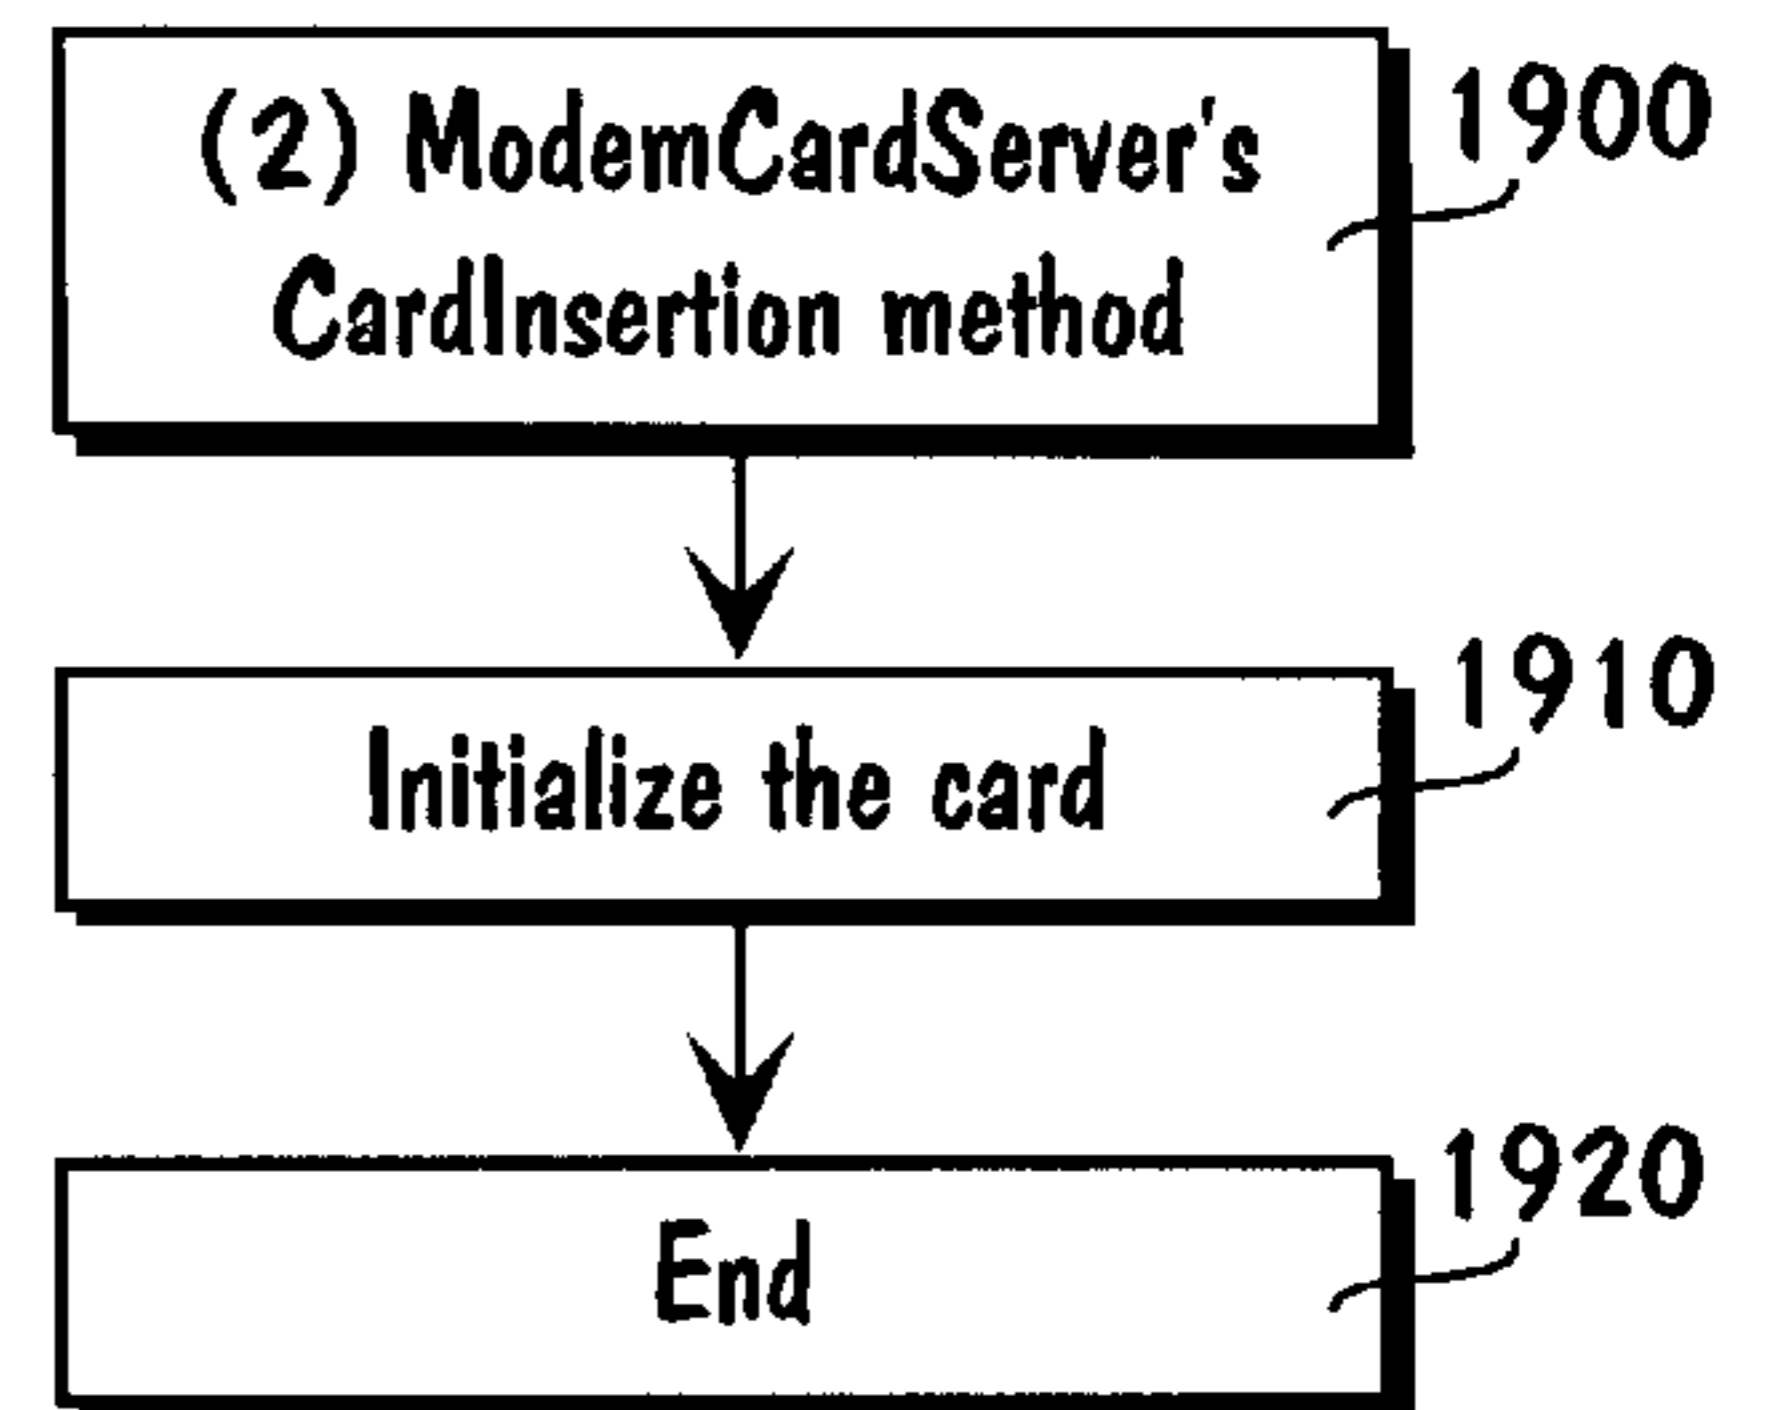 (2) ModemCardServer's
CardInsertion method
1900
Initialize the card
1910
End
1920